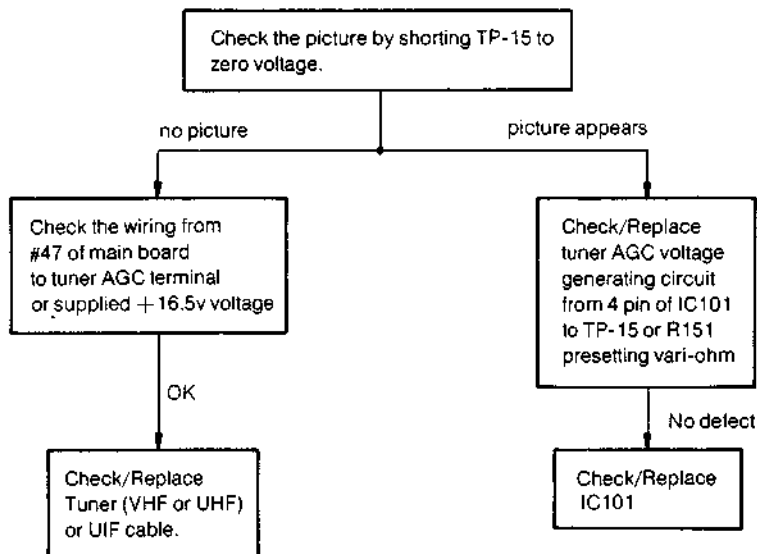 Check the picture by shorting TP-15 to
zero voltage.
no picture
picture appears
Check the wiring from
#47 of main board
to tuner AGC terminal
or supplied +16.5v voltage
Check/Replace
tuner AGC voltage
generating circuit
from 4 pin of IC101
to TP-15 or R151
presetting vari-ohm
OK
No defect
Check/Replace
Tuner (VHF or UHF)
or UIF cable.
Check/Replace
IC101